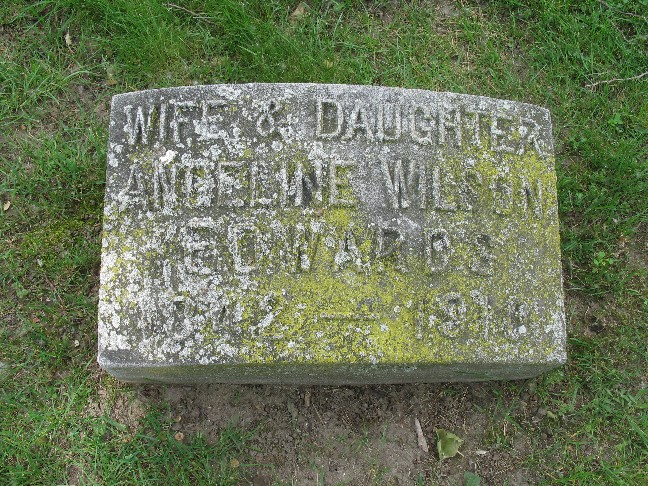 WIFE & DAUGHTER
ANGELINE WILSON
EDWARDS